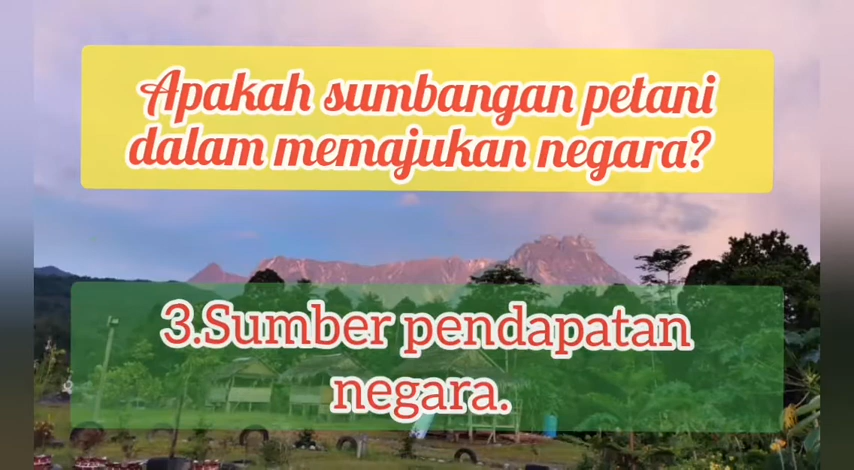 Apakah sumbangan petani
dalam memajukan negara?
3.Sumber pendapatan
negara.